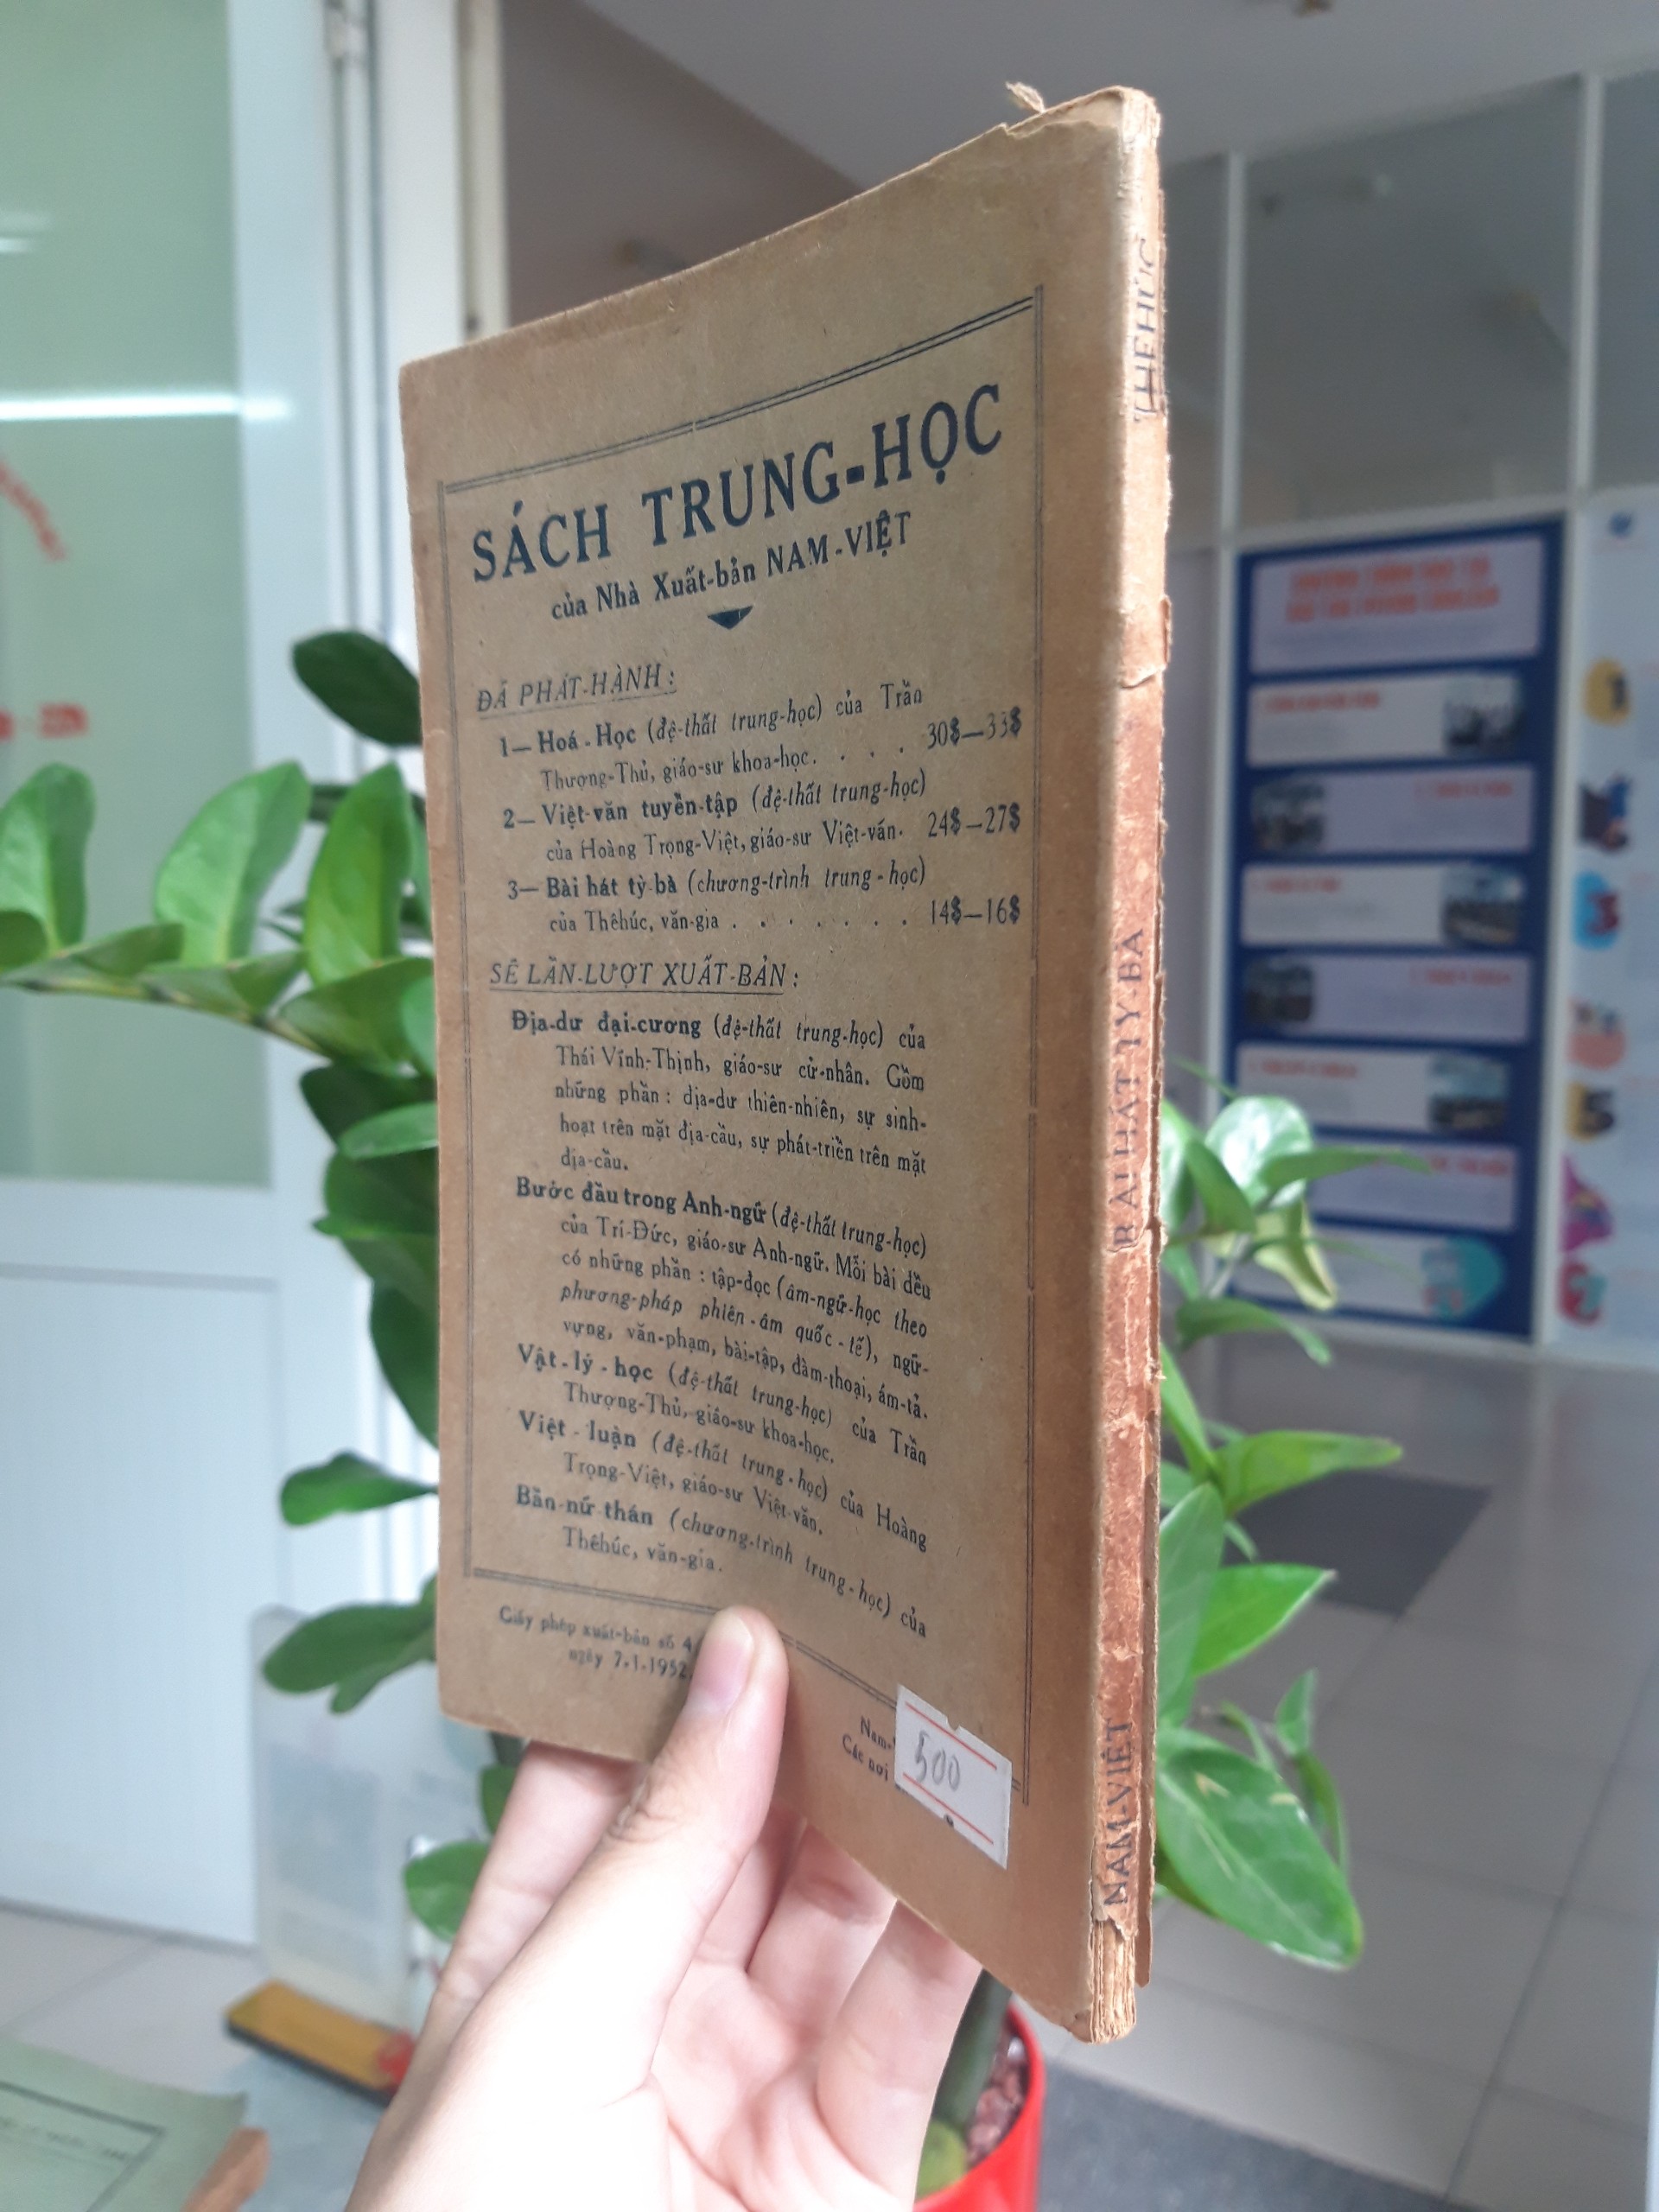 SÁCH TRUNG-HỌC
của Nhà Xuất-bản NAM-VIỆT
ĐÃ PHÁT-HÀNH :
1— Hoá-Học (đệ-thất trung-học) của Trần
Thượng-Thủ, giáo-sư khoa-học. . . . 30$—33$
2— Việt-văn tuyển-tập (đệ-thất trung-học)
của Hoàng Trọng-Việt, giáo-sư Việt-văn. 24$—27$
3— Bài hát tỳ-bà (chương-trình trung-học)
của Thêhúc, văn-gia . . . . . . . 14$—16$
SẼ LẦN-LƯỢT XUẤT-BẢN :
Địa-dư đại-cương (đệ-thất trung-học) của
Thái Vĩnh-Thịnh, giáo-sư cử-nhân. Gồm
những phần : địa-dư thiên-nhiên, sự sinh-
hoạt trên mặt địa-cầu, sự phát-triển trên mặt
địa-cầu.
Bước đầu trong Anh-ngữ (đệ-thất trung-học)
của Trí-Đức, giáo-sư Anh-ngữ. Mỗi bài đều
có những phần : tập-đọc (âm-ngữ-học theo
phương-pháp phiên-âm quốc-tế), ngữ-
vựng, văn-phạm, bài-tập, đàm-thoại, ám-tả.
Vật-lý-học (đệ-thất trung-học) của Trần
Thượng-Thủ, giáo-sư khoa-học.
Việt-luận (đệ-thất trung-học) của Hoàng
Trọng-Việt, giáo-sư Việt-văn.
Bần-nữ-thán (chương-trình trung-học) của
Thêhúc, văn-gia.
Giấy phép xuất-bản số 4
ngày 7.1.1952
Nam-
Các nơi
500
THÊHÚC
BÀI HÁT TỲ-BÀ
NAM-VIỆT